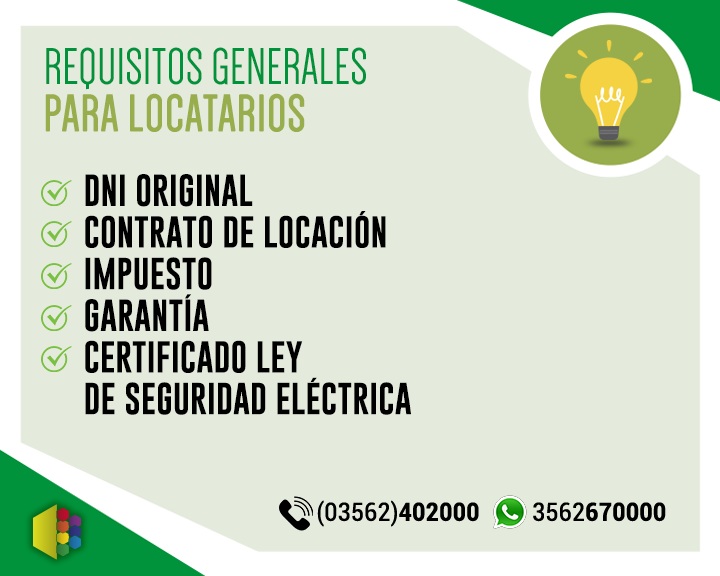 REQUISITOS GENERALES
PARA LOCATARIOS
DNI ORIGINAL
CONTRATO DE LOCACIÓN
IMPUESTO
GARANTÍA
CERTIFICADO LEY
DE SEGURIDAD ELÉCTRICA
(03562)402000 3562670000